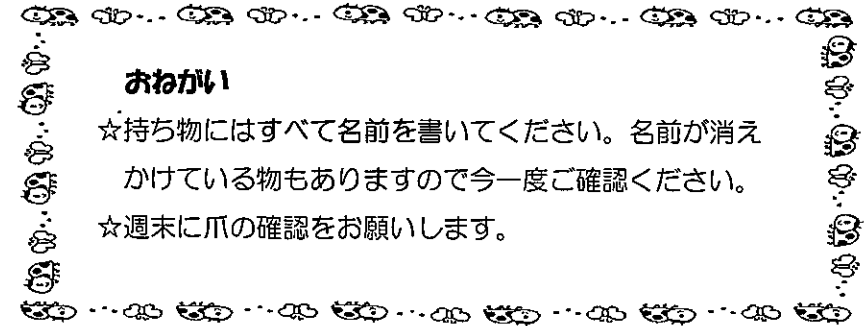 おねがい
☆持ち物にはすべて名前を書いてください。名前が消え
かけている物もありますので今一度ご確認ください。
☆週末に爪の確認をお願いします。